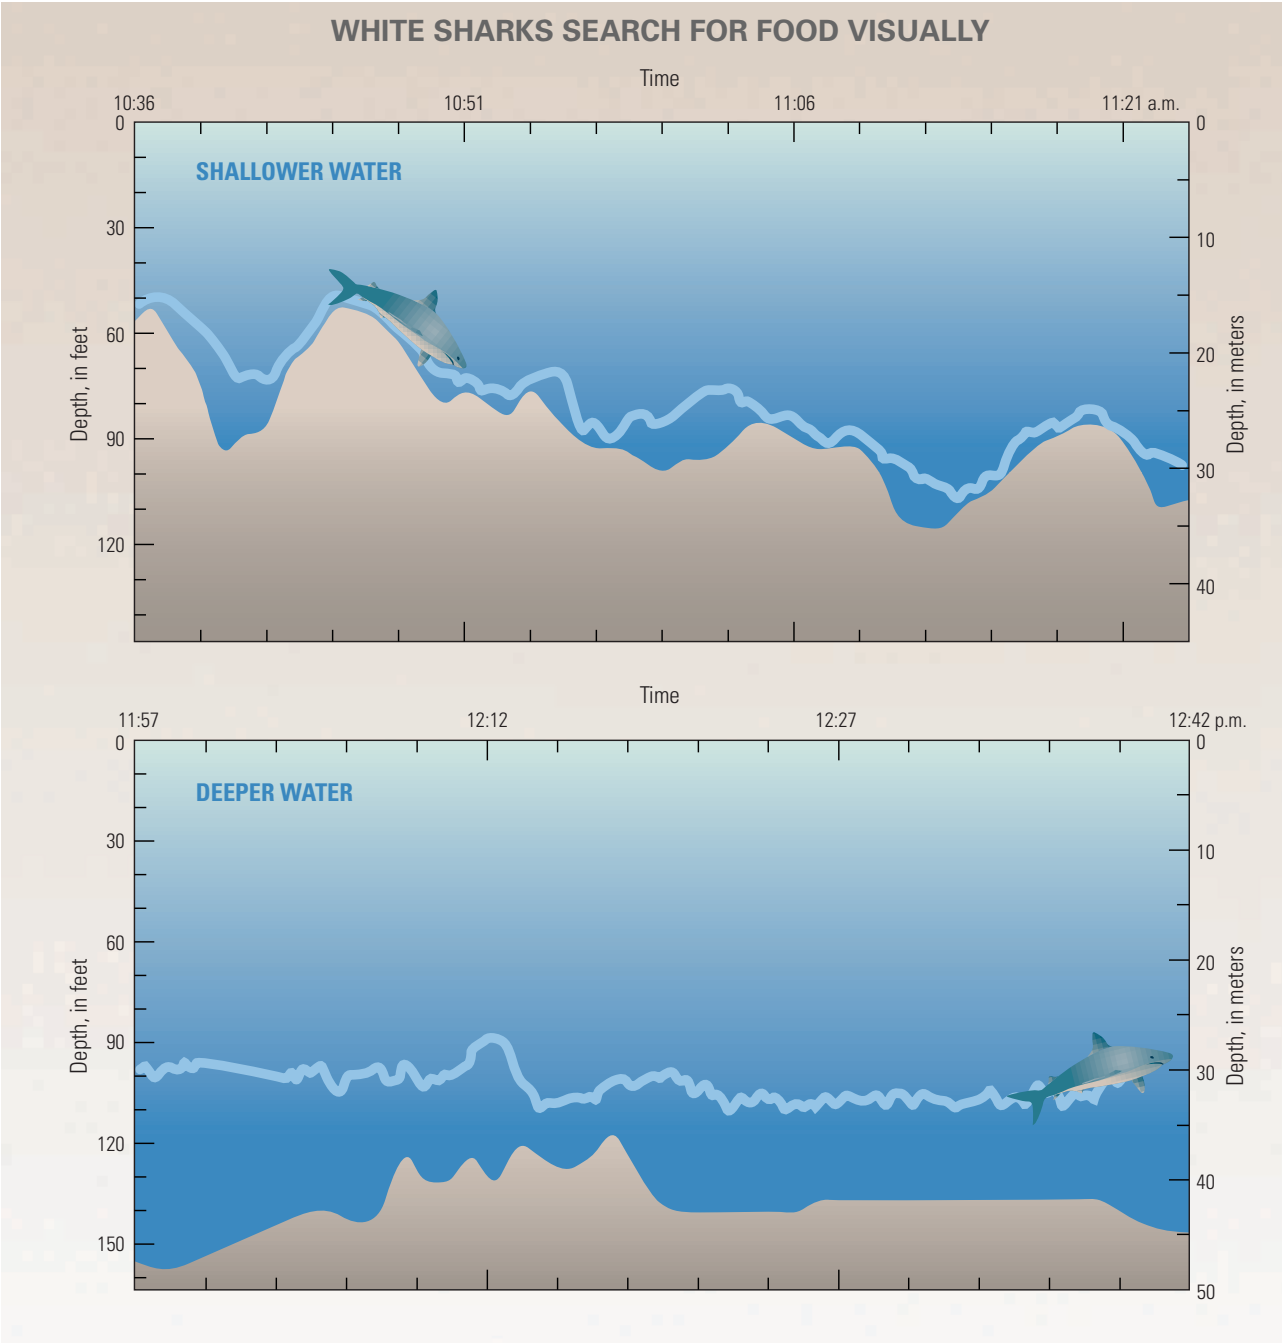 WHITE SHARKS SEARCH FOR FOOD VISUALLY
Time
10:36 10:51 11:06 11:21 a.m.
0 0
SHALLOWER WATER
30 10
Depth, in feet
60 20
Depth, in meters
90 30
120 40
Time
11:57 12:12 12:27 12:42 p.m.
0 0
DEEPER WATER
30 10
60 20
Depth, in feet
Depth, in meters
90 30
120 40
150 50